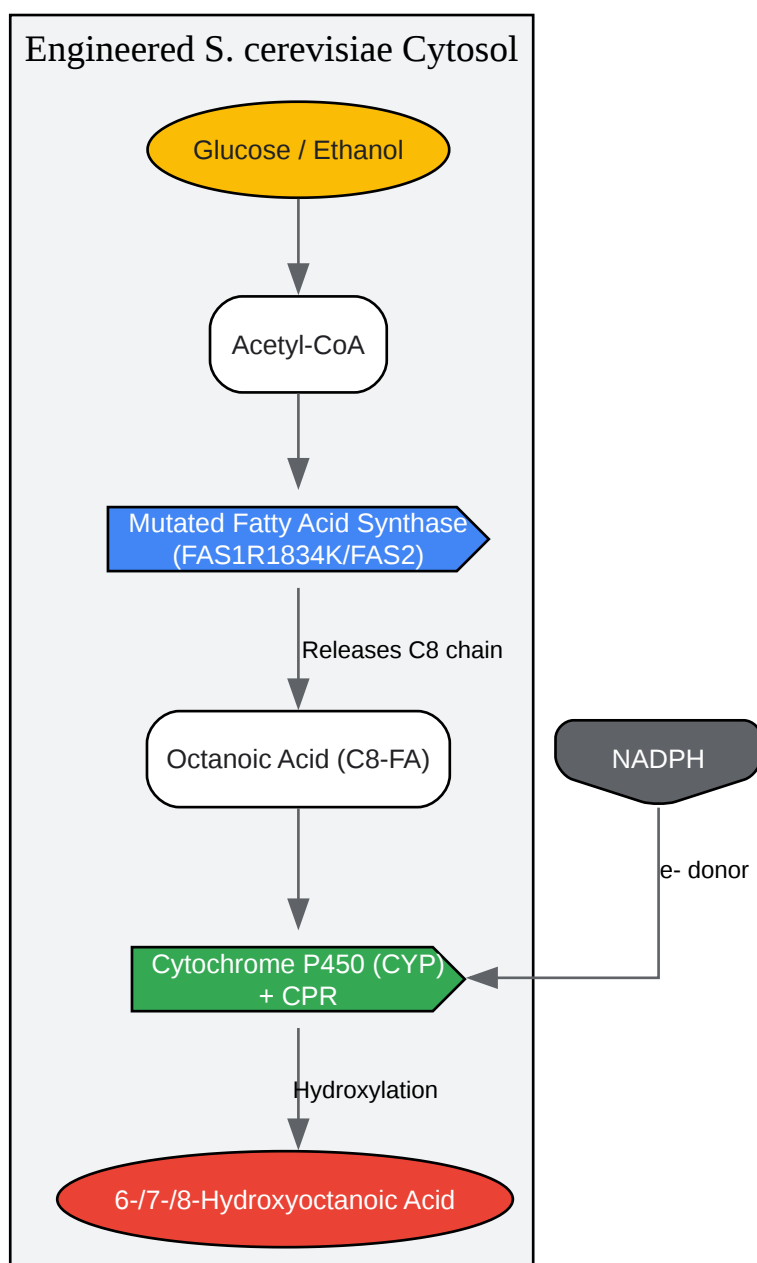 Engineered S. cerevisiae Cytosol
Glucose / Ethanol
Acetyl-CoA
Mutated Fatty Acid Synthase
(FAS1R1834K/FAS2)
Releases C8 chain
Octanoic Acid (C8-FA)
NADPH
e- donor
Cytochrome P450 (CYP)
+ CPR
Hydroxylation
6-/7-/8-Hydroxyoctanoic Acid